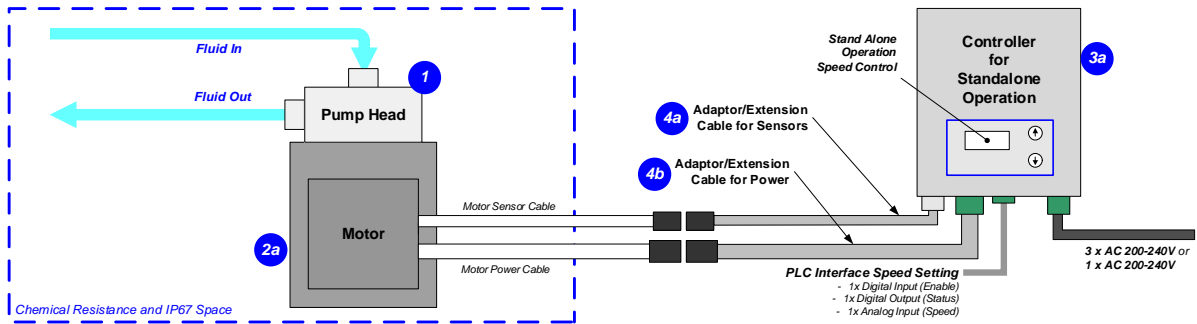 Fluid In
Fluid Out
1
Pump Head
2a
Motor
Motor Sensor Cable
Motor Power Cable
Chemical Resistance and IP67 Space
4a
Adaptor/Extension
Cable for Sensors
4b
Adaptor/Extension
Cable for Power
Stand Alone
Operation
Speed Control
Controller
for
Standalone
Operation
3a
PLC Interface Speed Setting
- 1x Digital Input (Enable)
- 1x Digital Output (Status)
- 1x Analog Input (Speed)
3 x AC 200-240V or
1 x AC 200-240V